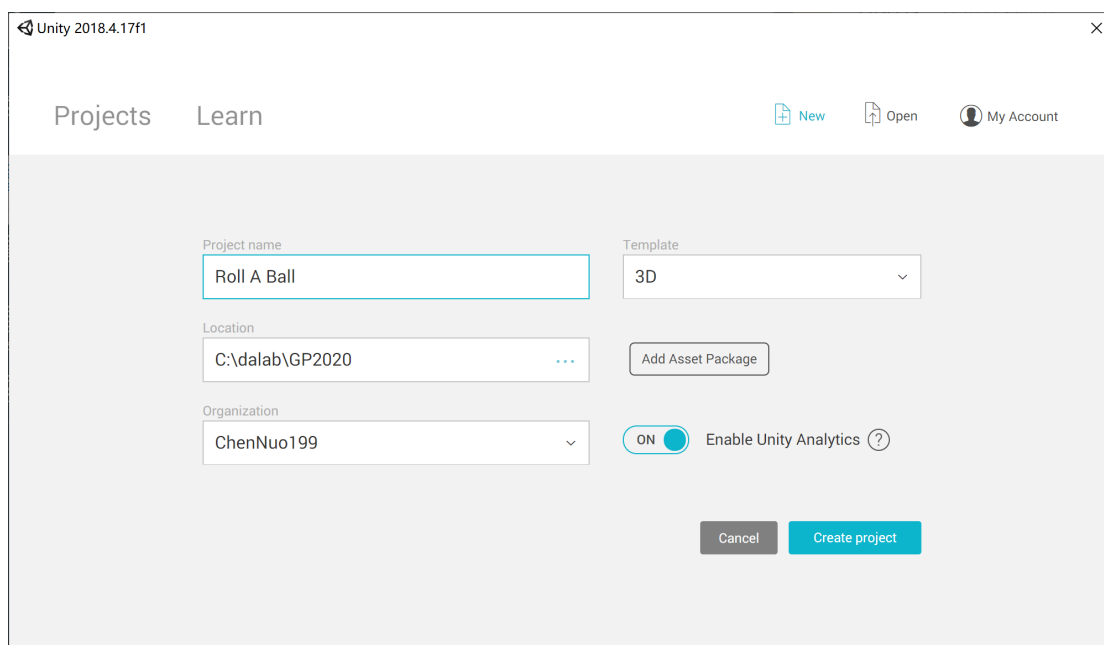 Unity 2018.4.17f1
Projects Learn New Open My Account
Project name Template
Roll A Ball 3D
Location
C:\dalab\GP2020 ... Add Asset Package
Organization
ChenNuo199 ON Enable Unity Analytics ?
Cancel Create project